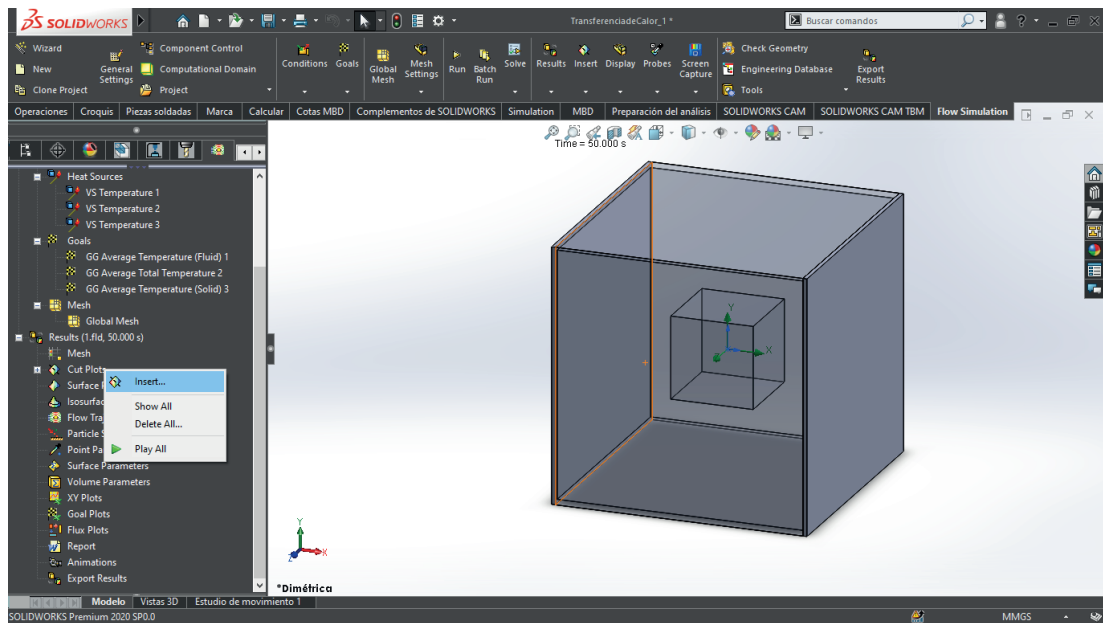 SOLIDWORKS
TransferenciadeCalor_1 *
Buscar comandos
?
Wizard
New
Clone Project
General Settings
Component Control
Computational Domain
Project
Conditions
Goals
Global Mesh
Mesh Settings
Run
Batch Run
Solve
Results
Insert
Display
Probes
Screen Capture
Check Geometry
Engineering Database
Tools
Export Results
Operaciones
Croquis
Piezas soldadas
Marca
Calcular
Cotas MBD
Complementos de SOLIDWORKS
Simulation
MBD
Preparación del análisis
SOLIDWORKS CAM
SOLIDWORKS CAM TBM
Flow Simulation
Time = 50.000 s
Heat Sources
VS Temperature 1
VS Temperature 2
VS Temperature 3
Goals
GG Average Temperature (Fluid) 1
GG Average Total Temperature 2
GG Average Temperature (Solid) 3
Mesh
Global Mesh
Results (1.fld, 50.000 s)
Mesh
Cut Plots
Surface
Isosurfac
Flow Tra
Particle S
Point Pa
Surface Parameters
Volume Parameters
XY Plots
Goal Plots
Flux Plots
Report
Animations
Export Results
Insert...
Show All
Delete All...
Play All
Y
X
Y
X
Z
*Dimétrica
Modelo
Vistas 3D
Estudio de movimiento 1
SOLIDWORKS Premium 2020 SP0.0
MMGS